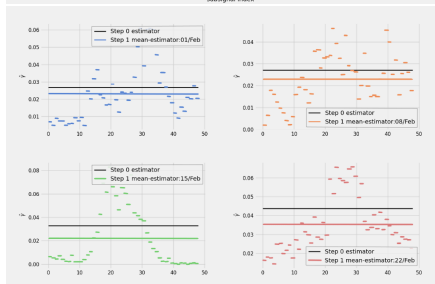 subsignal index
0.06
0.05
0.04
0.03
0.02
0.01
Step 0 estimator
Step 1 mean-estimator:01/Feb
0 10 20 30 40 50
0.04
0.03
0.02
0.01
0.00
Step 0 estimator
Step 1 mean-estimator:08/Feb
0 10 20 30 40 50
0.08
0.06
0.04
0.02
0.00
Step 0 estimator
Step 1 mean-estimator:15/Feb
0 10 20 30 40 50
0.06
0.05
0.04
0.03
0.02
0.01
Step 0 estimator
Step 1 mean-estimator:22/Feb
0 10 20 30 40 50